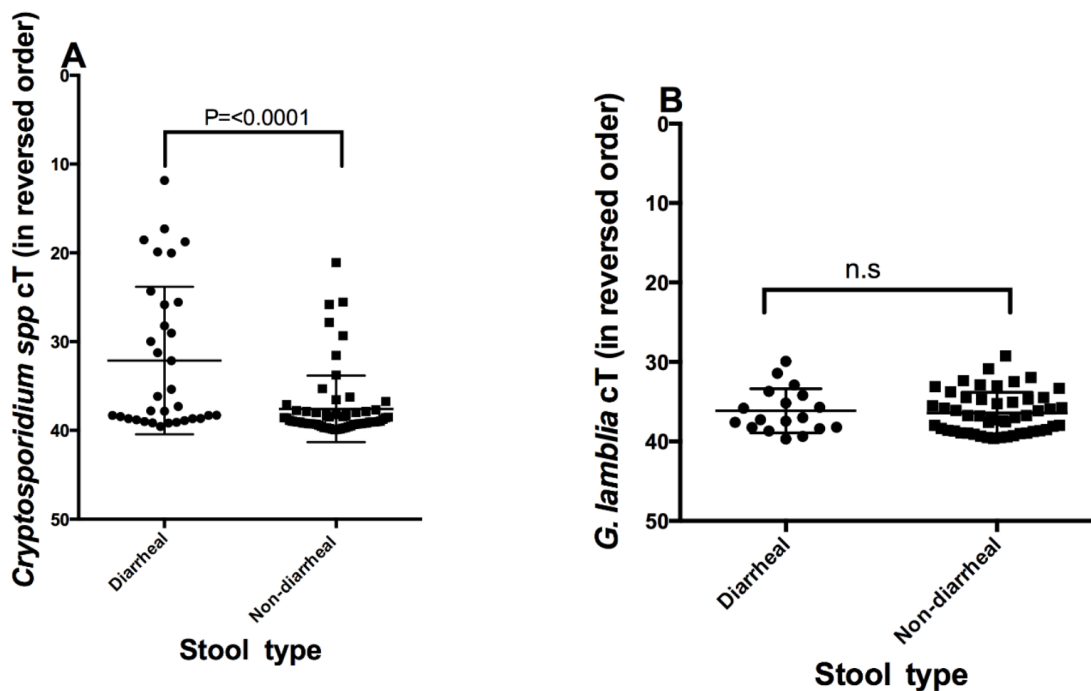 A
Cryptosporidium spp cT (in reversed order)
0
10
20
30
40
50
P=<0.0001
Diarrheal
Non-diarrheal
Stool type
B
G. lamblia cT (in reversed order)
0
10
20
30
40
50
n.s
Diarrheal
Non-diarrheal
Stool type